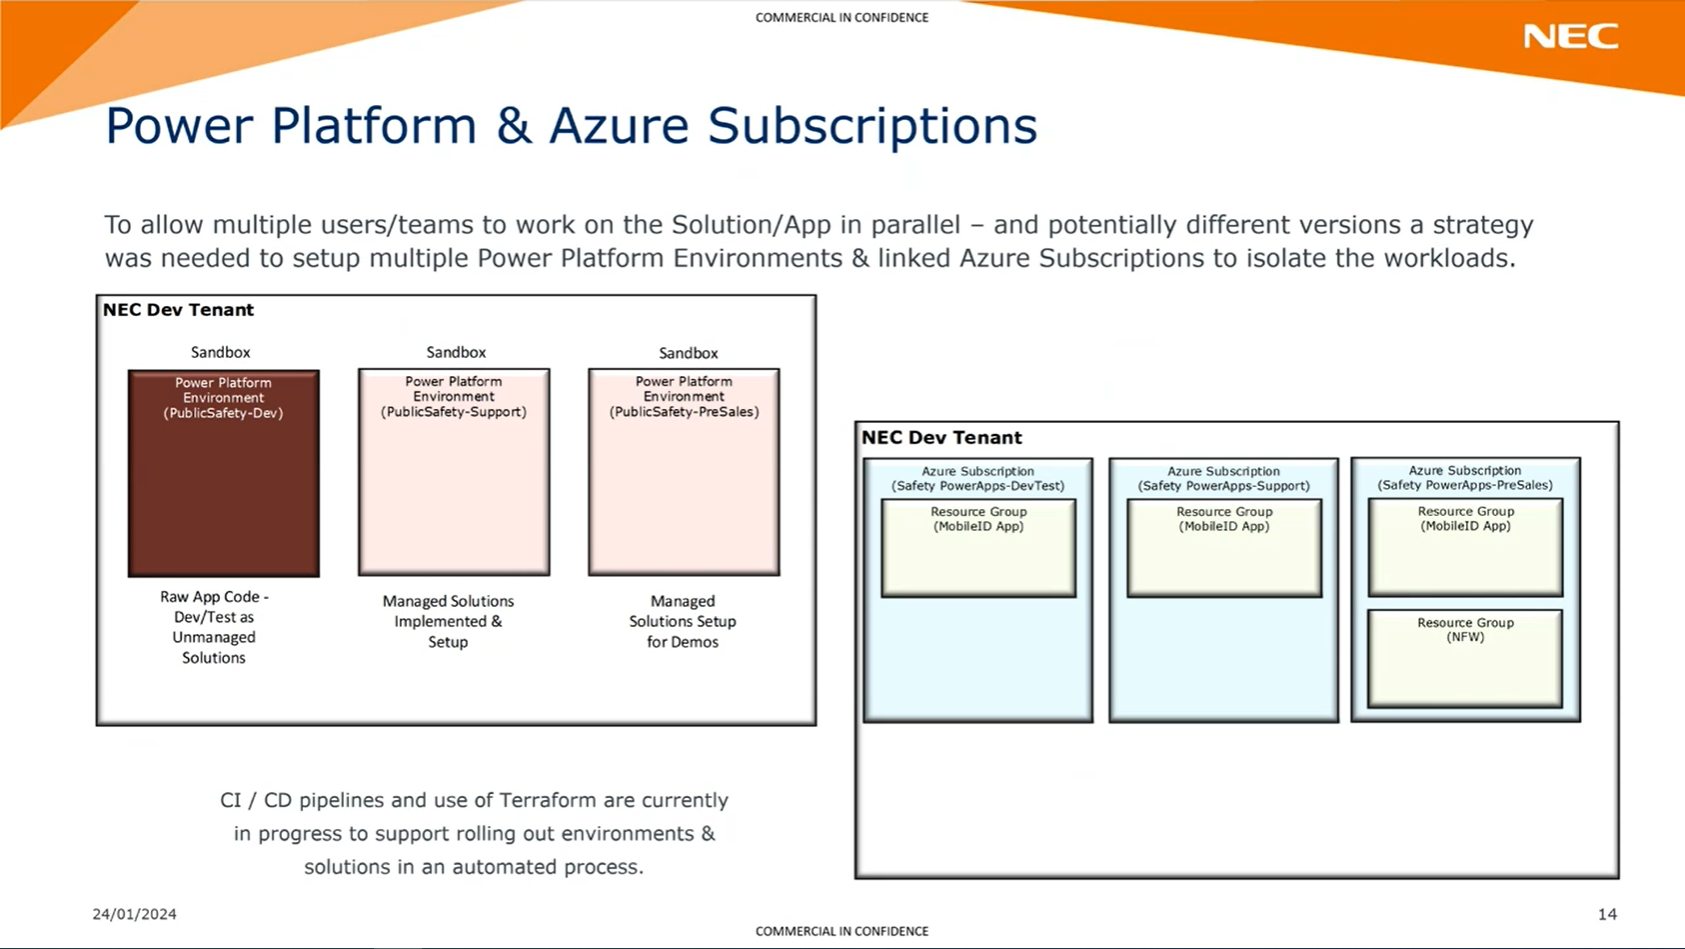 COMMERCIAL IN CONFIDENCE
NEC
Power Platform & Azure Subscriptions
To allow multiple users/teams to work on the Solution/App in parallel – and potentially different versions a strategy
was needed to setup multiple Power Platform Environments & linked Azure Subscriptions to isolate the workloads.
NEC Dev Tenant
Sandbox
Power Platform
Environment
(PublicSafety-Dev)
Raw App Code -
Dev/Test as
Unmanaged
Solutions
Sandbox
Power Platform
Environment
(PublicSafety-Support)
Managed Solutions
Implemented &
Setup
Sandbox
Power Platform
Environment
(PublicSafety-PreSales)
Managed
Solutions Setup
for Demos
NEC Dev Tenant
Azure Subscription
(Safety PowerApps-DevTest)
Resource Group
(MobileID App)
Azure Subscription
(Safety PowerApps-Support)
Resource Group
(MobileID App)
Azure Subscription
(Safety PowerApps-PreSales)
Resource Group
(MobileID App)
Resource Group
(NFW)
CI / CD pipelines and use of Terraform are currently
in progress to support rolling out environments &
solutions in an automated process.
24/01/2024
COMMERCIAL IN CONFIDENCE
14